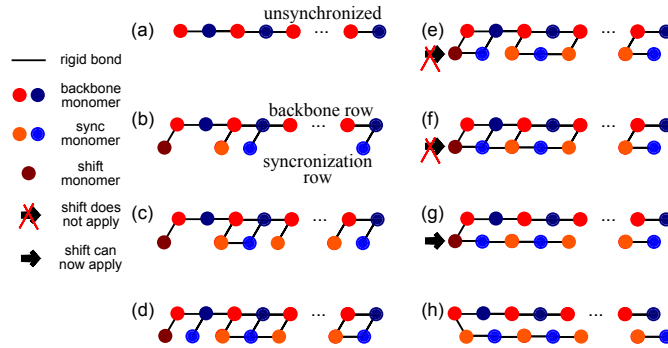 unsynchronized
(a)
...
(e)
rigid bond
backbone
monomer
(b)
backbone row
...
(f)
...
sync
monomer
syncronization
row
shift
monomer
(c)
...
(g)
...
shift does
not apply
shift can
now apply
(d)
...
(h)
...